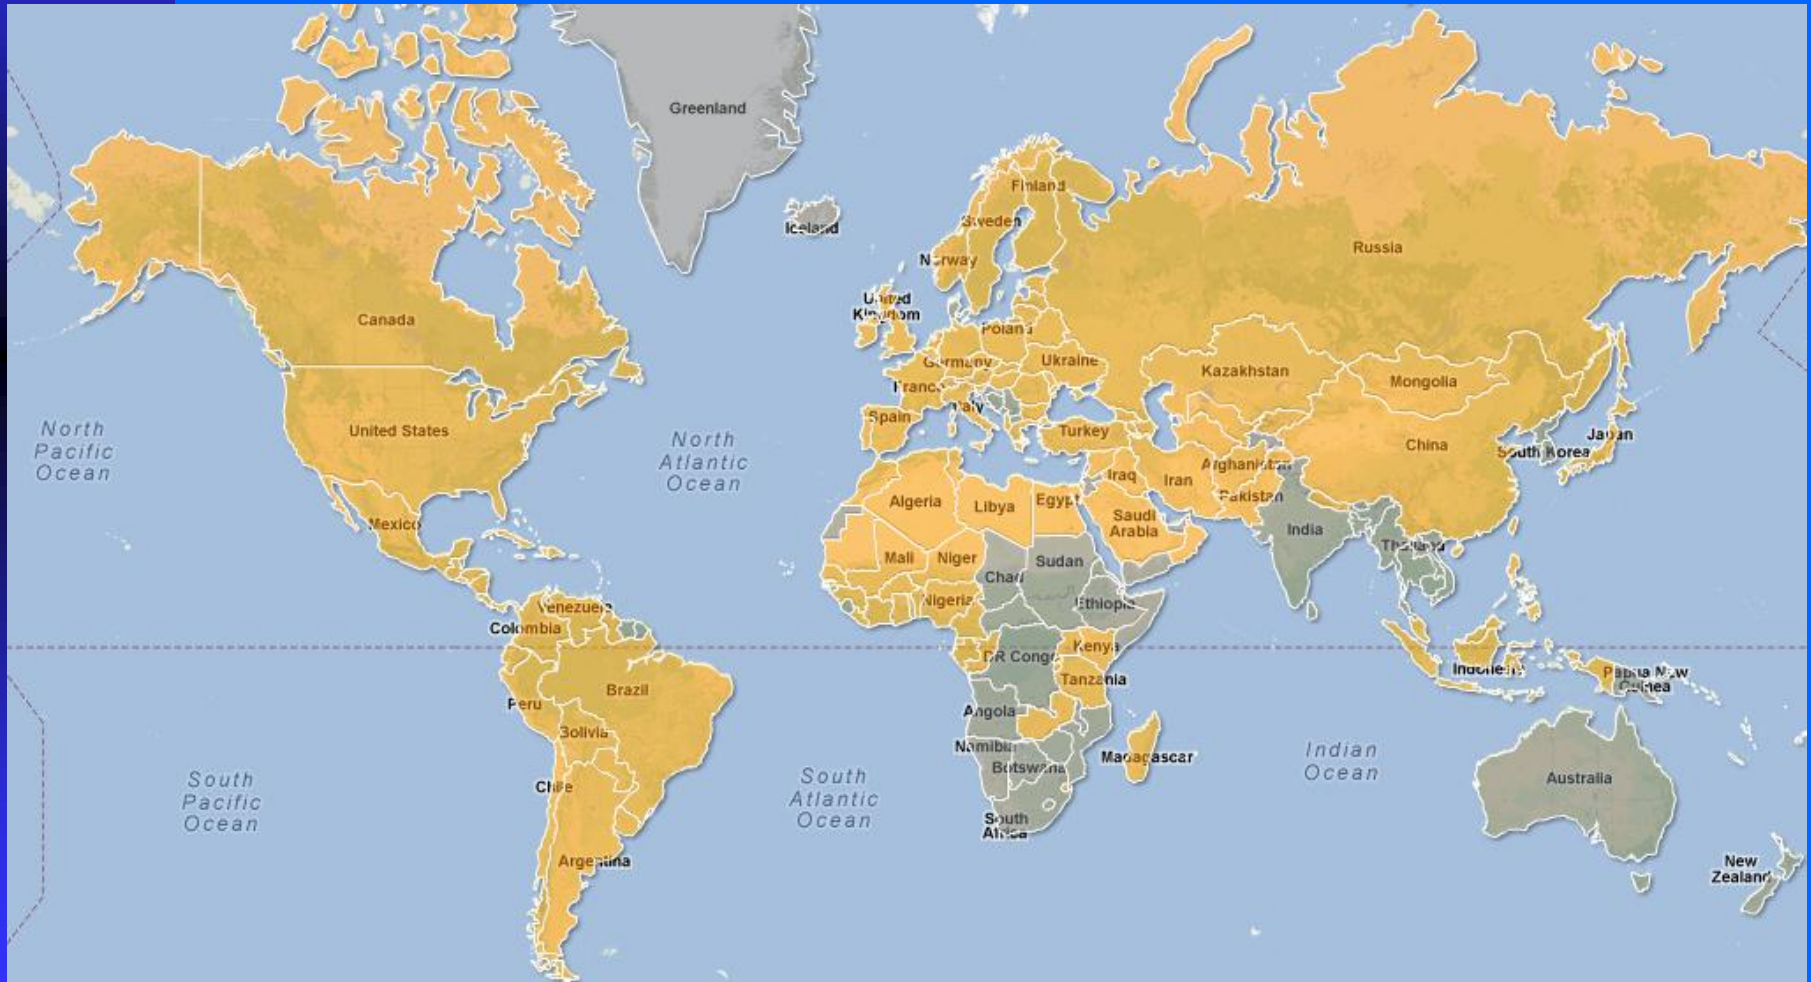 Greenland
Iceland
Finland
Sweden
Norway
Russia
United
Kingdom
Canada
Poland
Germany
Ukraine
Kazakhstan
Mongolia
France
Italy
Spain
Turkey
United States
China
Japan
South Korea
North
Pacific
Ocean
North
Atlantic
Ocean
Iraq
Iran
Afghanistan
Pakistan
Algeria
Libya
Egypt
Saudi
Arabia
India
Thailand
Mexico
Mali
Niger
Chad
Sudan
Nigeria
Ethiopia
Venezuela
Colombia
DR Congo
Kenya
Tanzania
Indonesia
Papua New
Guinea
Brazil
Peru
Bolivia
Angola
Namibia
Botswana
Madagascar
Indian
Ocean
Australia
Chile
South
Pacific
Ocean
South
Atlantic
Ocean
South
Africa
Argentina
New
Zealand